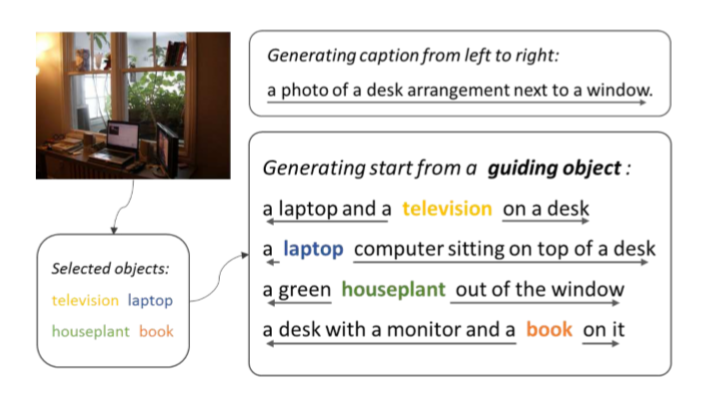 Generating caption from left to right:
a photo of a desk arrangement next to a window.
Generating start from a guiding object :
a laptop and a television on a desk
a laptop computer sitting on top of a desk
a green houseplant out of the window
a desk with a monitor and a book on it
Selected objects:
television laptop
houseplant book